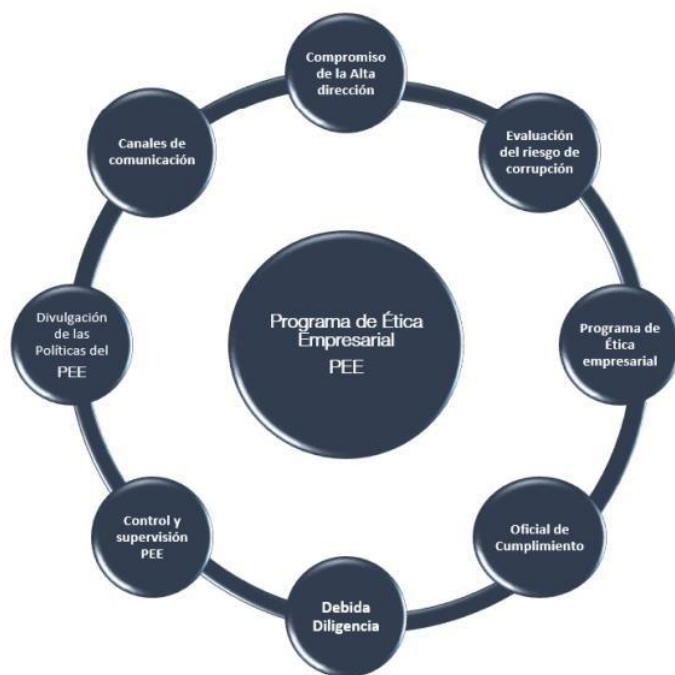 Compromiso
de la Alta
dirección
Evaluación
del riesgo de
corrupción
Programa de
Ética
empresarial
Oficial de
Cumplimiento
Debida
Diligencia
Control y
supervisión
PEE
Divulgación
de las
Políticas del
PEE
Canales de
comunicación
Programa de Ética
Empresarial
PEE